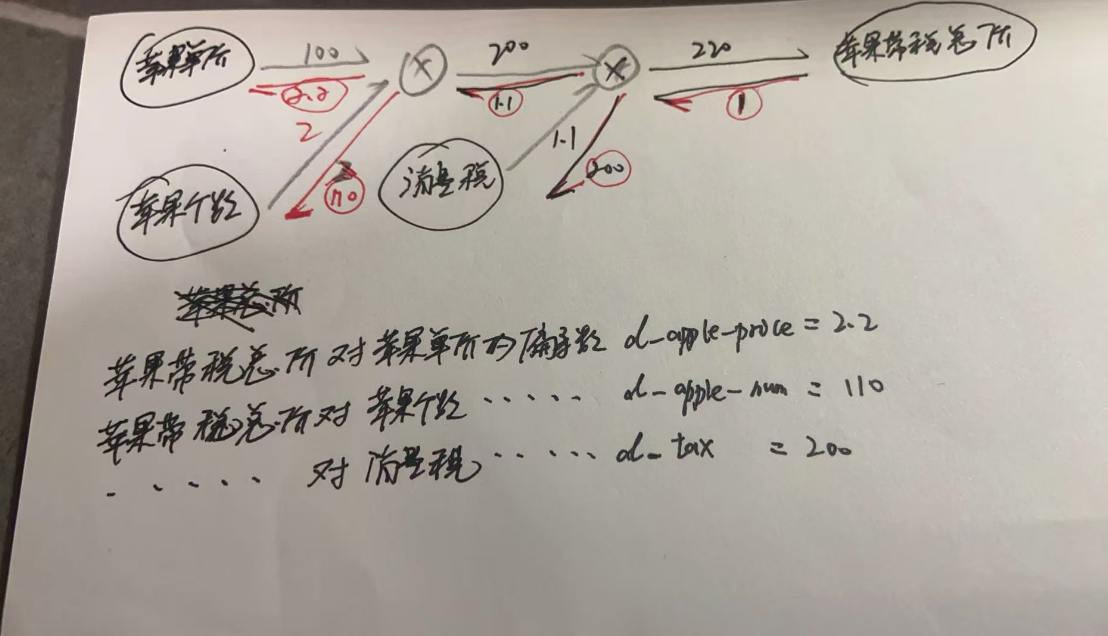 苹果单价 100 × 200 × 220 苹果带税总价
2.2 1.1 1
2 1.1
110 200
苹果个数 消费税
苹果总价
苹果带税总价对苹果单价的偏导数 d-apple-price = 2.2
苹果带税总价对苹果个数 ····· d-apple-num = 110
····· 对消费税 ····· d-tax = 200